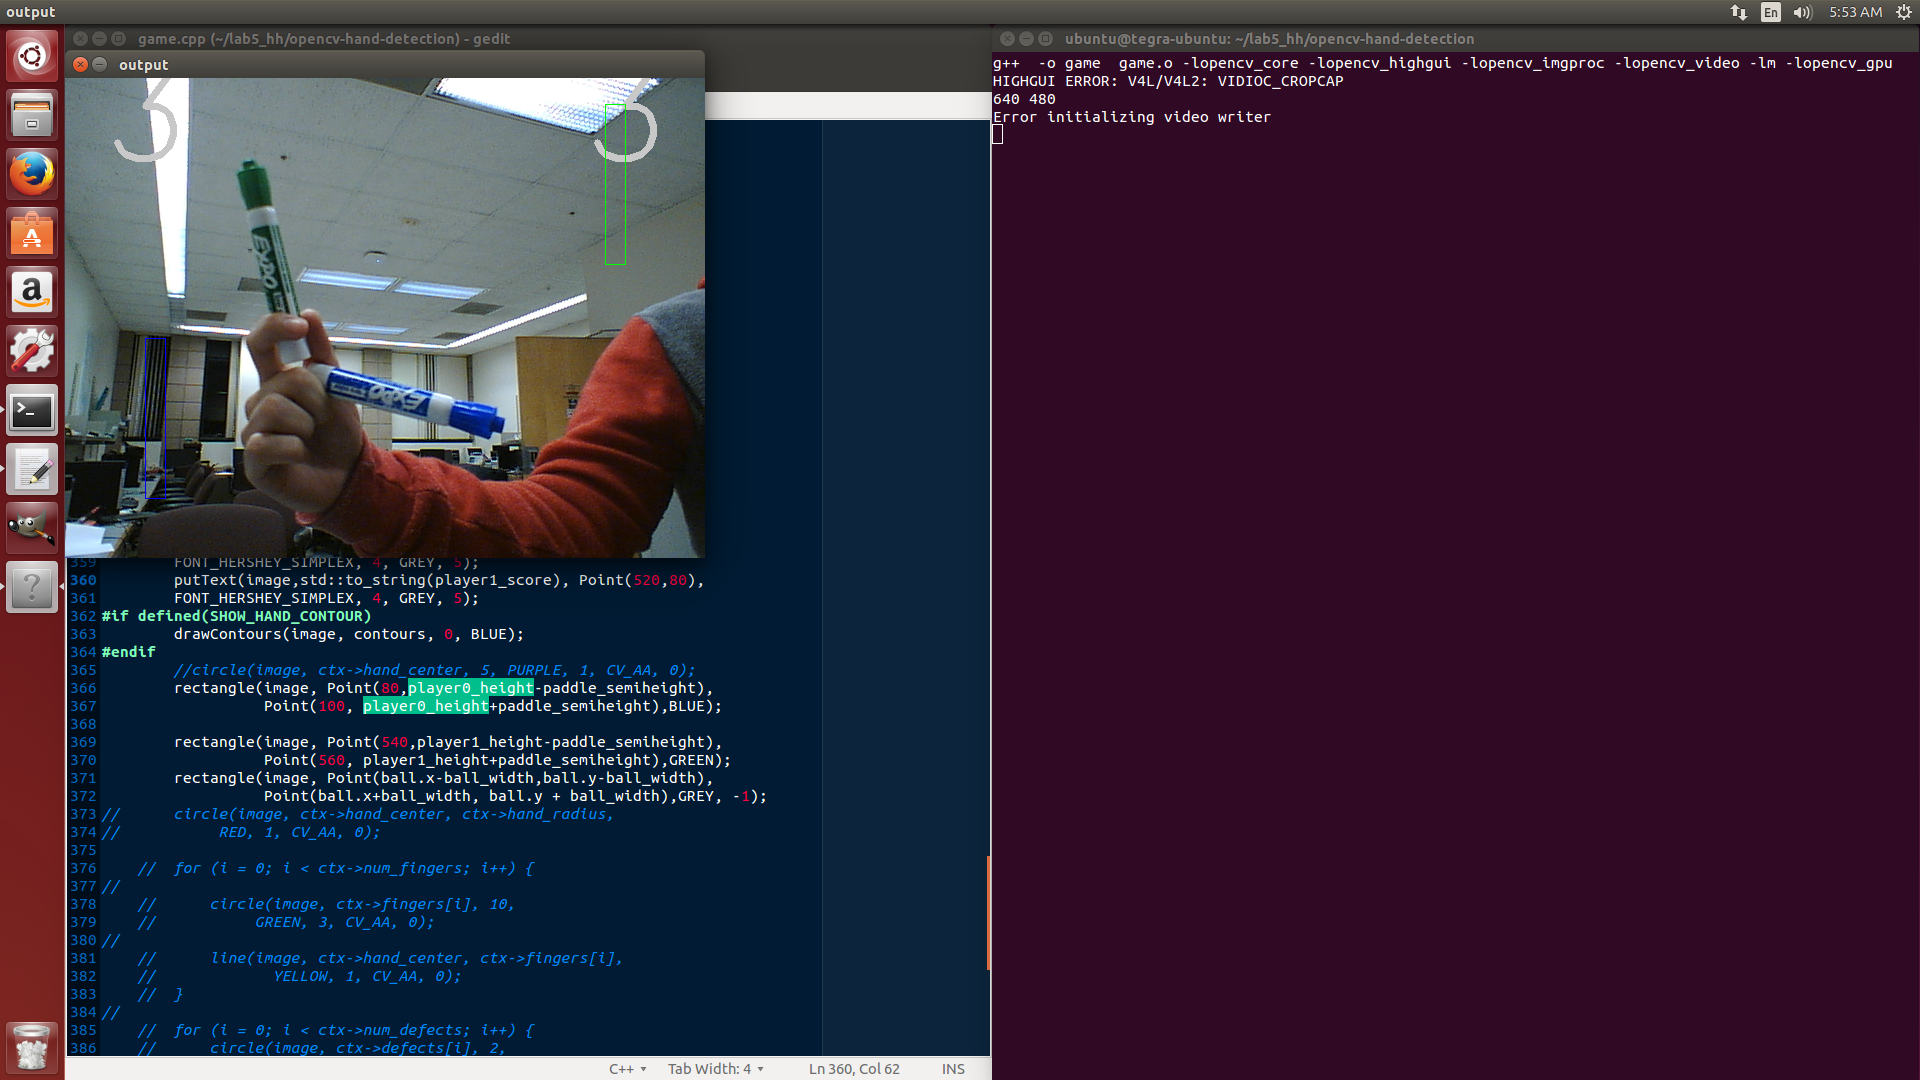 output
En
5:53 AM
game.cpp (~/lab5_hh/opencv-hand-detection) - gedit
output
3
3
EXPO
EXPO
359 FONT_HERSHEY_SIMPLEX, 4, GREY, 5);
360 putText(image,std::to_string(player1_score), Point(520,80),
361 FONT_HERSHEY_SIMPLEX, 4, GREY, 5);
362 #if defined(SHOW_HAND_CONTOUR)
363 drawContours(image, contours, 0, BLUE);
364 #endif
365 //circle(image, ctx->hand_center, 5, PURPLE, 1, CV_AA, 0);
366 rectangle(image, Point(80,player0_height-paddle_semiheight),
367 Point(100, player0_height+paddle_semiheight),BLUE);
368
369 rectangle(image, Point(540,player1_height-paddle_semiheight),
370 Point(560, player1_height+paddle_semiheight),GREEN);
371 rectangle(image, Point(ball.x-ball_width,ball.y-ball_width),
372 Point(ball.x+ball_width, ball.y + ball_width),GREY, -1);
373 // circle(image, ctx->hand_center, ctx->hand_radius,
374 // RED, 1, CV_AA, 0);
375
376 // for (i = 0; i < ctx->num_fingers; i++) {
377 //
378 // circle(image, ctx->fingers[i], 10,
379 // GREEN, 3, CV_AA, 0);
380 //
381 // line(image, ctx->hand_center, ctx->fingers[i],
382 // YELLOW, 1, CV_AA, 0);
383 // }
384 //
385 // for (i = 0; i < ctx->num_defects; i++) {
386 // circle(image, ctx->defects[i], 2,
C++ Tab Width: 4 Ln 360, Col 62 INS
ubuntu@tegra-ubuntu: ~/lab5_hh/opencv-hand-detection
g++ -o game game.o -lopencv_core -lopencv_highgui -lopencv_imgproc -lopencv_video -lm -lopencv_gpu
HIGHGUI ERROR: V4L/V4L2: VIDIOC_CROPCAP
640 480
Error initializing video writer